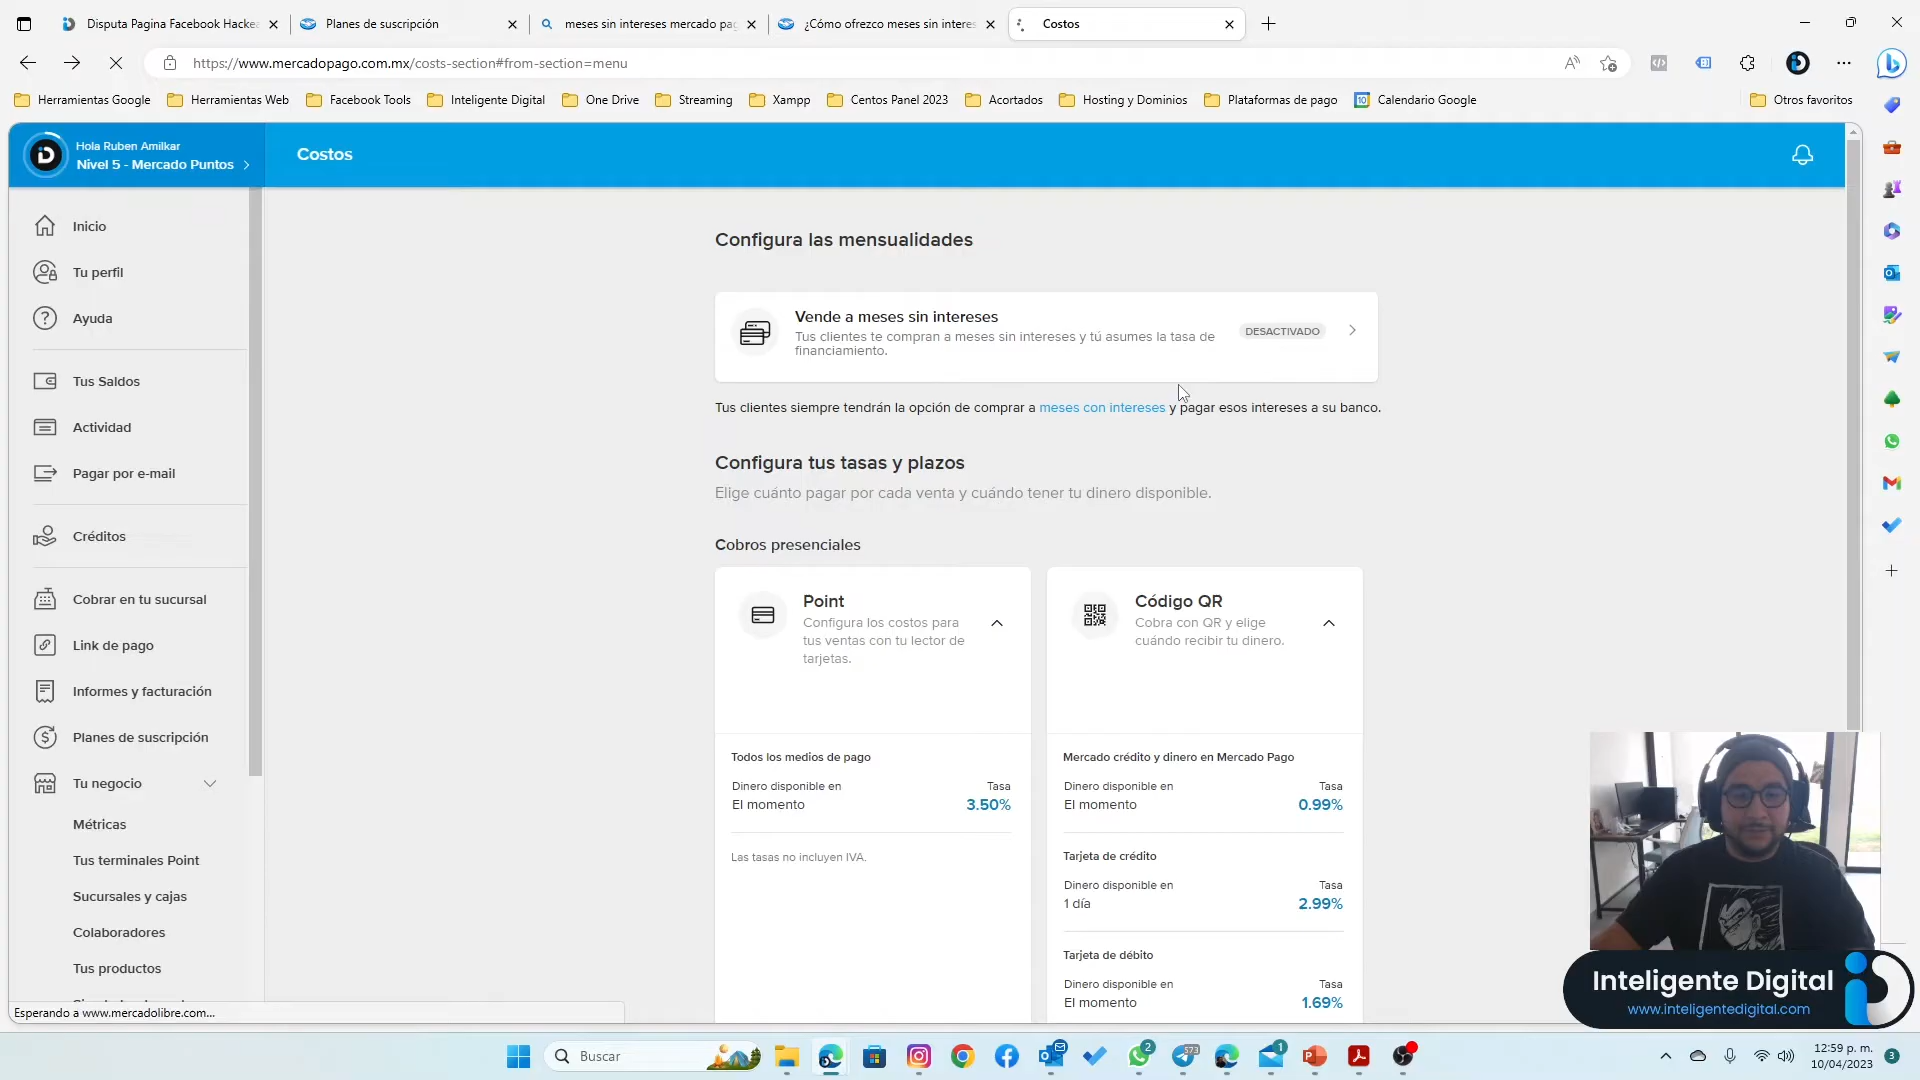 Disputa Pagina Facebook Hackea
Planes de suscripción
meses sin intereses mercado pag
¿Cómo ofrezco meses sin interes
Costos
https://www.mercadopago.com.mx/costs-section#from-section=menu
Herramientas Google
Herramientas Web
Facebook Tools
Inteligente Digital
One Drive
Streaming
Xampp
Centos Panel 2023
Acortados
Hosting y Dominios
Plataformas de pago
Calendario Google
Otros favoritos
Hola Ruben Amilkar
Nivel 5 - Mercado Puntos
Costos
Inicio
Tu perfil
Ayuda
Tus Saldos
Actividad
Pagar por e-mail
Créditos
Cobrar en tu sucursal
Link de pago
Informes y facturación
Planes de suscripción
Tu negocio
Métricas
Tus terminales Point
Sucursales y cajas
Colaboradores
Tus productos
Esperando a www.mercadolibre.com...
Configura las mensualidades
Vende a meses sin intereses
Tus clientes te compran a meses sin intereses y tú asumes la tasa de
financiamiento.
DESACTIVADO
Tus clientes siempre tendrán la opción de comprar a meses con intereses y pagar esos intereses a su banco.
Configura tus tasas y plazos
Elige cuánto pagar por cada venta y cuándo tener tu dinero disponible.
Cobros presenciales
Point
Configura los costos para
tus ventas con tu lector de
tarjetas.
Todos los medios de pago
Dinero disponible en Tasa
El momento 3.50%
Las tasas no incluyen IVA.
Código QR
Cobra con QR y elige
cuándo recibir tu dinero.
Mercado crédito y dinero en Mercado Pago
Dinero disponible en Tasa
El momento 0.99%
Tarjeta de crédito
Dinero disponible en Tasa
1 día 2.99%
Tarjeta de débito
Dinero disponible en Tasa
El momento 1.69%
Inteligente Digital
www.inteligentedigital.com
Buscar
2
573
1
12:59 p. m.
10/04/2023
3